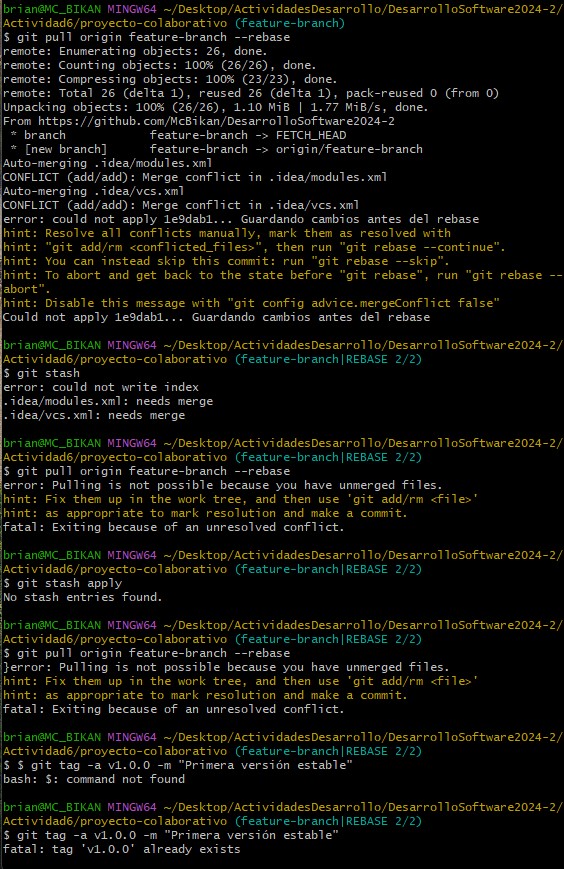 brian@MC_BIKAN MINGW64 ~/Desktop/ActividadesDesarrollo/DesarrolloSoftware2024-2/
Actividad6/proyecto-colaborativo (feature-branch)
$ git pull origin feature-branch --rebase
remote: Enumerating objects: 26, done.
remote: Counting objects: 100% (26/26), done.
remote: Compressing objects: 100% (23/23), done.
remote: Total 26 (delta 1), reused 26 (delta 1), pack-reused 0 (from 0)
Unpacking objects: 100% (26/26), 1.10 MiB | 1.77 MiB/s, done.
From https://github.com/McBikan/DesarrolloSoftware2024-2
 * branch            feature-branch -> FETCH_HEAD
 * [new branch]      feature-branch -> origin/feature-branch
Auto-merging .idea/modules.xml
CONFLICT (add/add): Merge conflict in .idea/modules.xml
Auto-merging .idea/vcs.xml
CONFLICT (add/add): Merge conflict in .idea/vcs.xml
error: could not apply 1e9dab1... Guardando cambios antes del rebase
hint: Resolve all conflicts manually, mark them as resolved with
hint: "git add/rm <conflicted_files>", then run "git rebase --continue".
hint: You can instead skip this commit: run "git rebase --skip".
hint: To abort and get back to the state before "git rebase", run "git rebase --
abort".
hint: Disable this message with "git config advice.mergeConflict false"
Could not apply 1e9dab1... Guardando cambios antes del rebase

brian@MC_BIKAN MINGW64 ~/Desktop/ActividadesDesarrollo/DesarrolloSoftware2024-2/
Actividad6/proyecto-colaborativo (feature-branch|REBASE 2/2)
$ git stash
error: could not write index
.idea/modules.xml: needs merge
.idea/vcs.xml: needs merge

brian@MC_BIKAN MINGW64 ~/Desktop/ActividadesDesarrollo/DesarrolloSoftware2024-2/
Actividad6/proyecto-colaborativo (feature-branch|REBASE 2/2)
$ git pull origin feature-branch --rebase
error: Pulling is not possible because you have unmerged files.
hint: Fix them up in the work tree, and then use 'git add/rm <file>'
hint: as appropriate to mark resolution and make a commit.
fatal: Exiting because of an unresolved conflict.

brian@MC_BIKAN MINGW64 ~/Desktop/ActividadesDesarrollo/DesarrolloSoftware2024-2/
Actividad6/proyecto-colaborativo (feature-branch|REBASE 2/2)
$ git stash apply
No stash entries found.

brian@MC_BIKAN MINGW64 ~/Desktop/ActividadesDesarrollo/DesarrolloSoftware2024-2/
Actividad6/proyecto-colaborativo (feature-branch|REBASE 2/2)
$ git pull origin feature-branch --rebase
}error: Pulling is not possible because you have unmerged files.
hint: Fix them up in the work tree, and then use 'git add/rm <file>'
hint: as appropriate to mark resolution and make a commit.
fatal: Exiting because of an unresolved conflict.

brian@MC_BIKAN MINGW64 ~/Desktop/ActividadesDesarrollo/DesarrolloSoftware2024-2/
Actividad6/proyecto-colaborativo (feature-branch|REBASE 2/2)
$ $ git tag -a v1.0.0 -m "Primera versión estable"
bash: $: command not found

brian@MC_BIKAN MINGW64 ~/Desktop/ActividadesDesarrollo/DesarrolloSoftware2024-2/
Actividad6/proyecto-colaborativo (feature-branch|REBASE 2/2)
$ git tag -a v1.0.0 -m "Primera versión estable"
fatal: tag 'v1.0.0' already exists